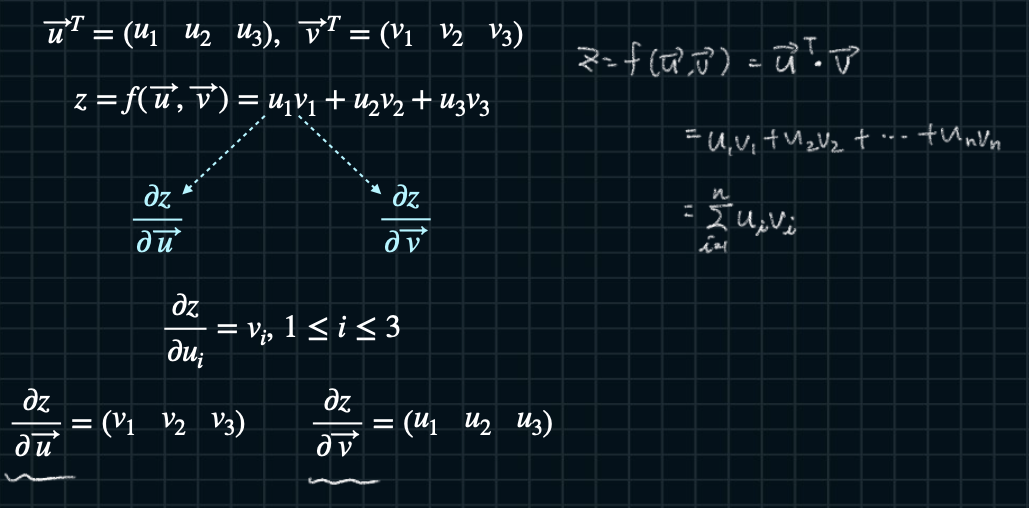 $\overrightarrow{u}^T = (u_1 \quad u_2 \quad u_3), \ \overrightarrow{v}^T = (v_1 \quad v_2 \quad v_3)$
$z = f(\overrightarrow{u}, \overrightarrow{v}) = u_1v_1 + u_2v_2 + u_3v_3$
$\frac{\partial z}{\partial \overrightarrow{u}} \quad \frac{\partial z}{\partial \overrightarrow{v}}$
$\frac{\partial z}{\partial u_i} = v_i, \ 1 \leq i \leq 3$
$\frac{\partial z}{\partial \overrightarrow{u}} = (v_1 \quad v_2 \quad v_3) \quad \frac{\partial z}{\partial \overrightarrow{v}} = (u_1 \quad u_2 \quad u_3)$
$z = f(\vec{u}, \vec{v}) = \vec{u}^T \cdot \vec{v}$
$= u_1v_1 + u_2v_2 + \cdots + u_nv_n$
$= \sum_{i=1}^{n} u_iv_i$